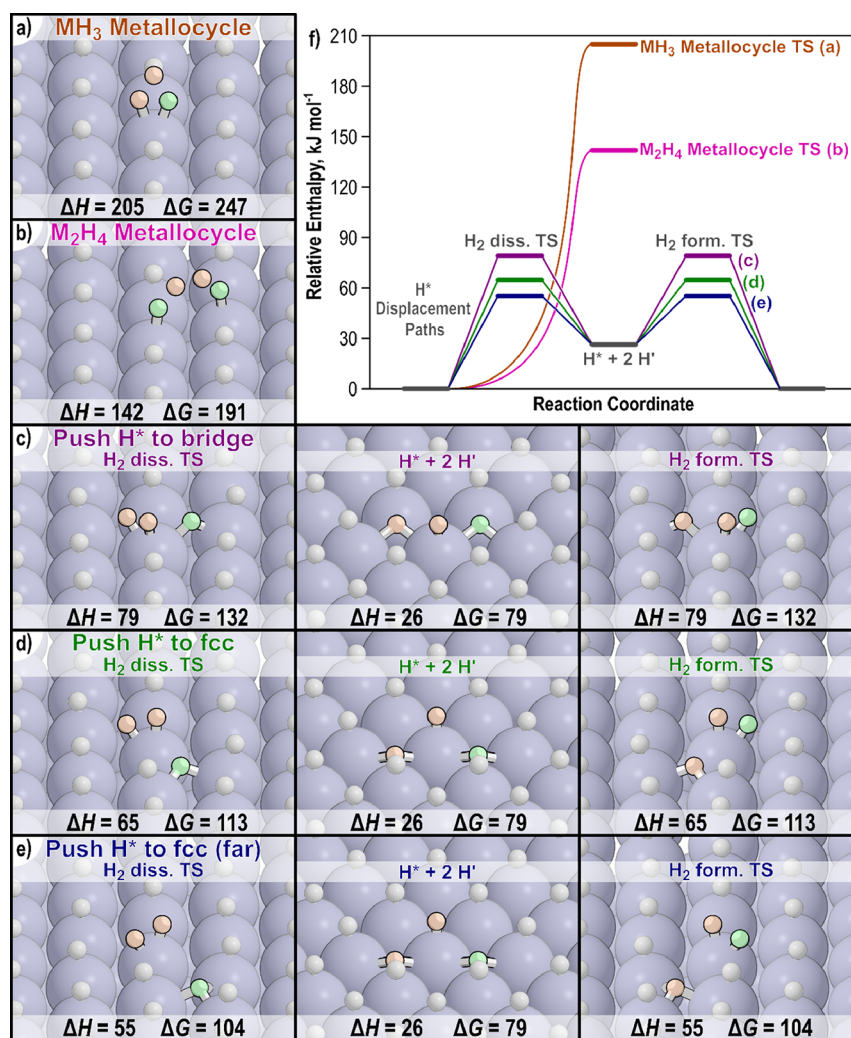 a)
MH₃ Metallocycle
ΔH = 205 ΔG = 247
b)
M₂H₄ Metallocycle
ΔH = 142 ΔG = 191
f)
Relative Enthalpy, kJ mol⁻¹
210
180
150
120
90
60
30
0
MH₃ Metallocycle TS (a)
M₂H₄ Metallocycle TS (b)
H₂ diss. TS
H₂ form. TS
(c)
(d)
(e)
H*
Displacement
Paths
H* + 2 H'
Reaction Coordinate
c)
Push H* to bridge
H₂ diss. TS
H* + 2 H'
H₂ form. TS
ΔH = 79 ΔG = 132
ΔH = 26 ΔG = 79
ΔH = 79 ΔG = 132
d)
Push H* to fcc
H₂ diss. TS
H* + 2 H'
H₂ form. TS
ΔH = 65 ΔG = 113
ΔH = 26 ΔG = 79
ΔH = 65 ΔG = 113
e)
Push H* to fcc (far)
H₂ diss. TS
H* + 2 H'
H₂ form. TS
ΔH = 55 ΔG = 104
ΔH = 26 ΔG = 79
ΔH = 55 ΔG = 104